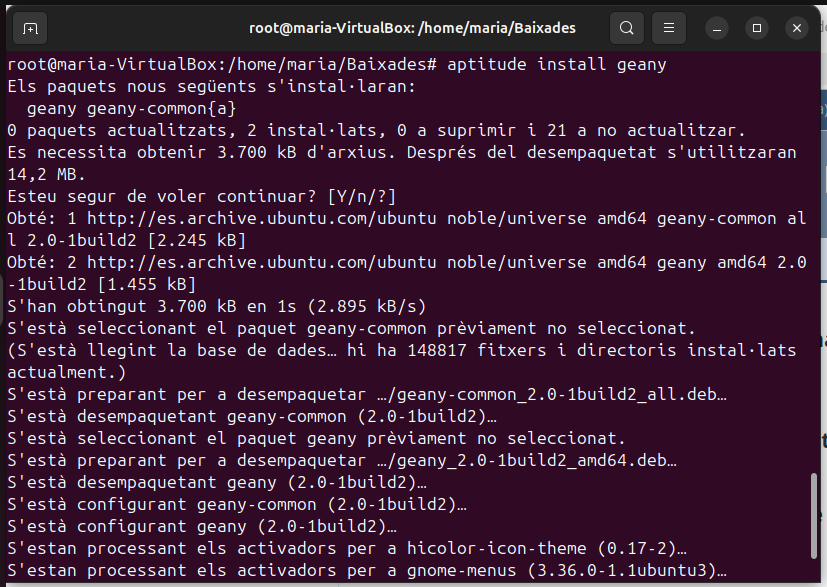 root@maria-VirtualBox: /home/maria/Baixades
root@maria-VirtualBox:/home/maria/Baixades# aptitude install geany
Els paquets nous següents s'instal·laran:
  geany geany-common{a}
0 paquets actualitzats, 2 instal·lats, 0 a suprimir i 21 a no actualitzar.
Es necessita obtenir 3.700 kB d'arxius. Després del desempaquetat s'utilitzaran
14,2 MB.
Esteu segur de voler continuar? [Y/n/?]
Obté: 1 http://es.archive.ubuntu.com/ubuntu noble/universe amd64 geany-common al
l 2.0-1build2 [2.245 kB]
Obté: 2 http://es.archive.ubuntu.com/ubuntu noble/universe amd64 geany amd64 2.0
-1build2 [1.455 kB]
S'han obtingut 3.700 kB en 1s (2.895 kB/s)
S'està seleccionant el paquet geany-common prèviament no seleccionat.
(S'està llegint la base de dades… hi ha 148817 fitxers i directoris instal·lats
actualment.)
S'està preparant per a desempaquetar …/geany-common_2.0-1build2_all.deb…
S'està desempaquetant geany-common (2.0-1build2)…
S'està seleccionant el paquet geany prèviament no seleccionat.
S'està preparant per a desempaquetar …/geany_2.0-1build2_amd64.deb…
S'està desempaquetant geany (2.0-1build2)…
S'està configurant geany-common (2.0-1build2)…
S'està configurant geany (2.0-1build2)…
S'estan processant els activadors per a hicolor-icon-theme (0.17-2)…
S'estan processant els activadors per a gnome-menus (3.36.0-1.1ubuntu3)…